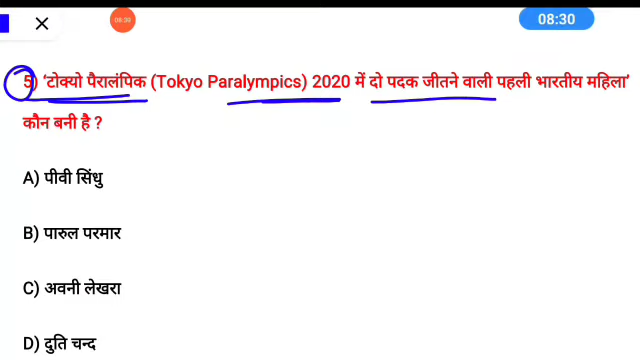 08:30
08:30
5) 'टोक्यो पैरालंपिक (Tokyo Paralympics) 2020 में दो पदक जीतने वाली पहली भारतीय महिला'
कौन बनी है ?
A) पीवी सिंधु
B) पारुल परमार
C) अवनी लेखरा
D) दुति चन्द